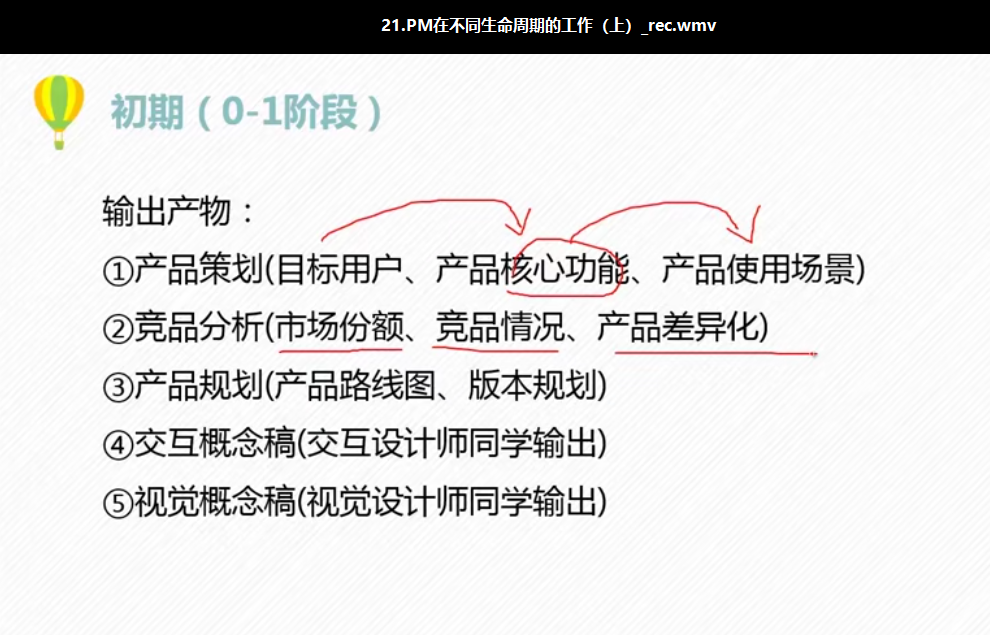 21.PM在不同生命周期的工作（上）_rec.wmv
初期（0-1阶段）
输出产物：
①产品策划(目标用户、产品核心功能、产品使用场景)
②竞品分析(市场份额、竞品情况、产品差异化)
③产品规划(产品路线图、版本规划)
④交互概念稿(交互设计师同学输出)
⑤视觉概念稿(视觉设计师同学输出)